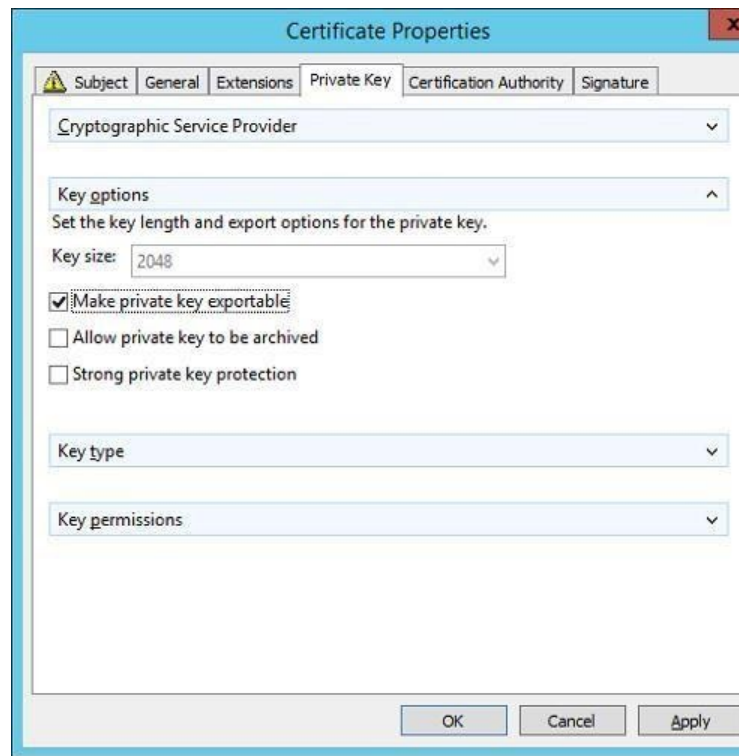 Certificate Properties
x
Subject General Extensions Private Key Certification Authority Signature
Cryptographic Service Provider
Key options
Set the key length and export options for the private key.
Key size: 2048
Make private key exportable
Allow private key to be archived
Strong private key protection
Key type
Key permissions
OK Cancel Apply